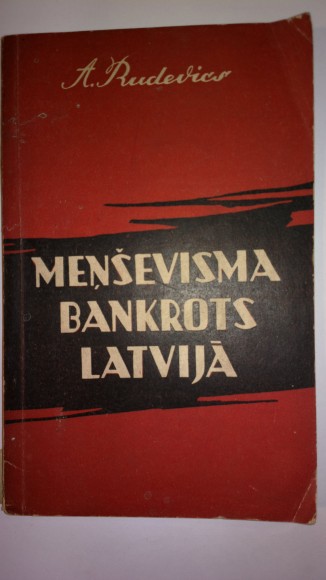 A. Rudevics
MEŅŠEVISMA
BANKROTS
LATVIJĀ